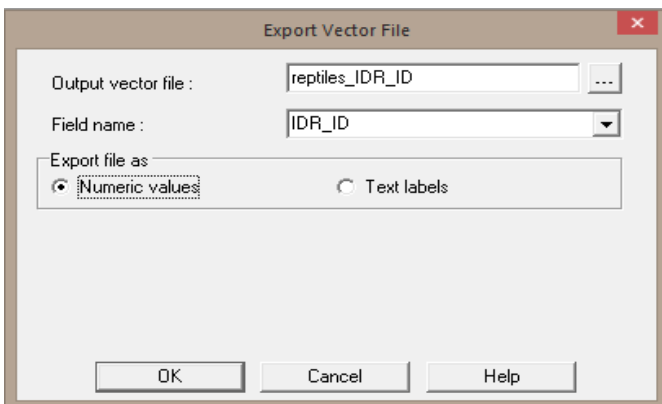 Export Vector File
Output vector file :
reptiles_IDR_ID
...
Field name :
IDR_ID
Export file as
Numeric values
Text labels
OK
Cancel
Help